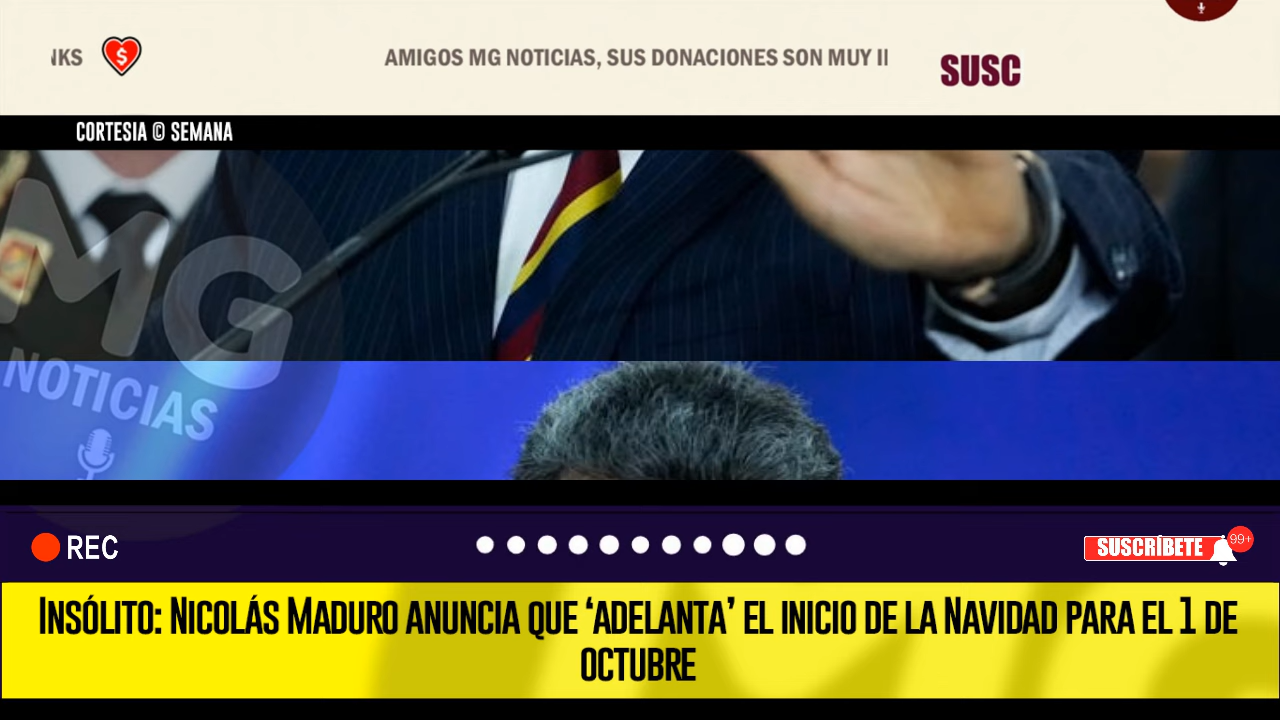 NKS
$
AMIGOS MG NOTICIAS, SUS DONACIONES SON MUY
SUSC
CORTESIA © SEMANA
MG
NOTICIAS
REC
SUSCRÍBETE
99+
INSÓLITO: NICOLÁS MADURO ANUNCIA QUE ‘ADELANTA’ EL INICIO DE LA NAVIDAD PARA EL 1 DE
OCTUBRE